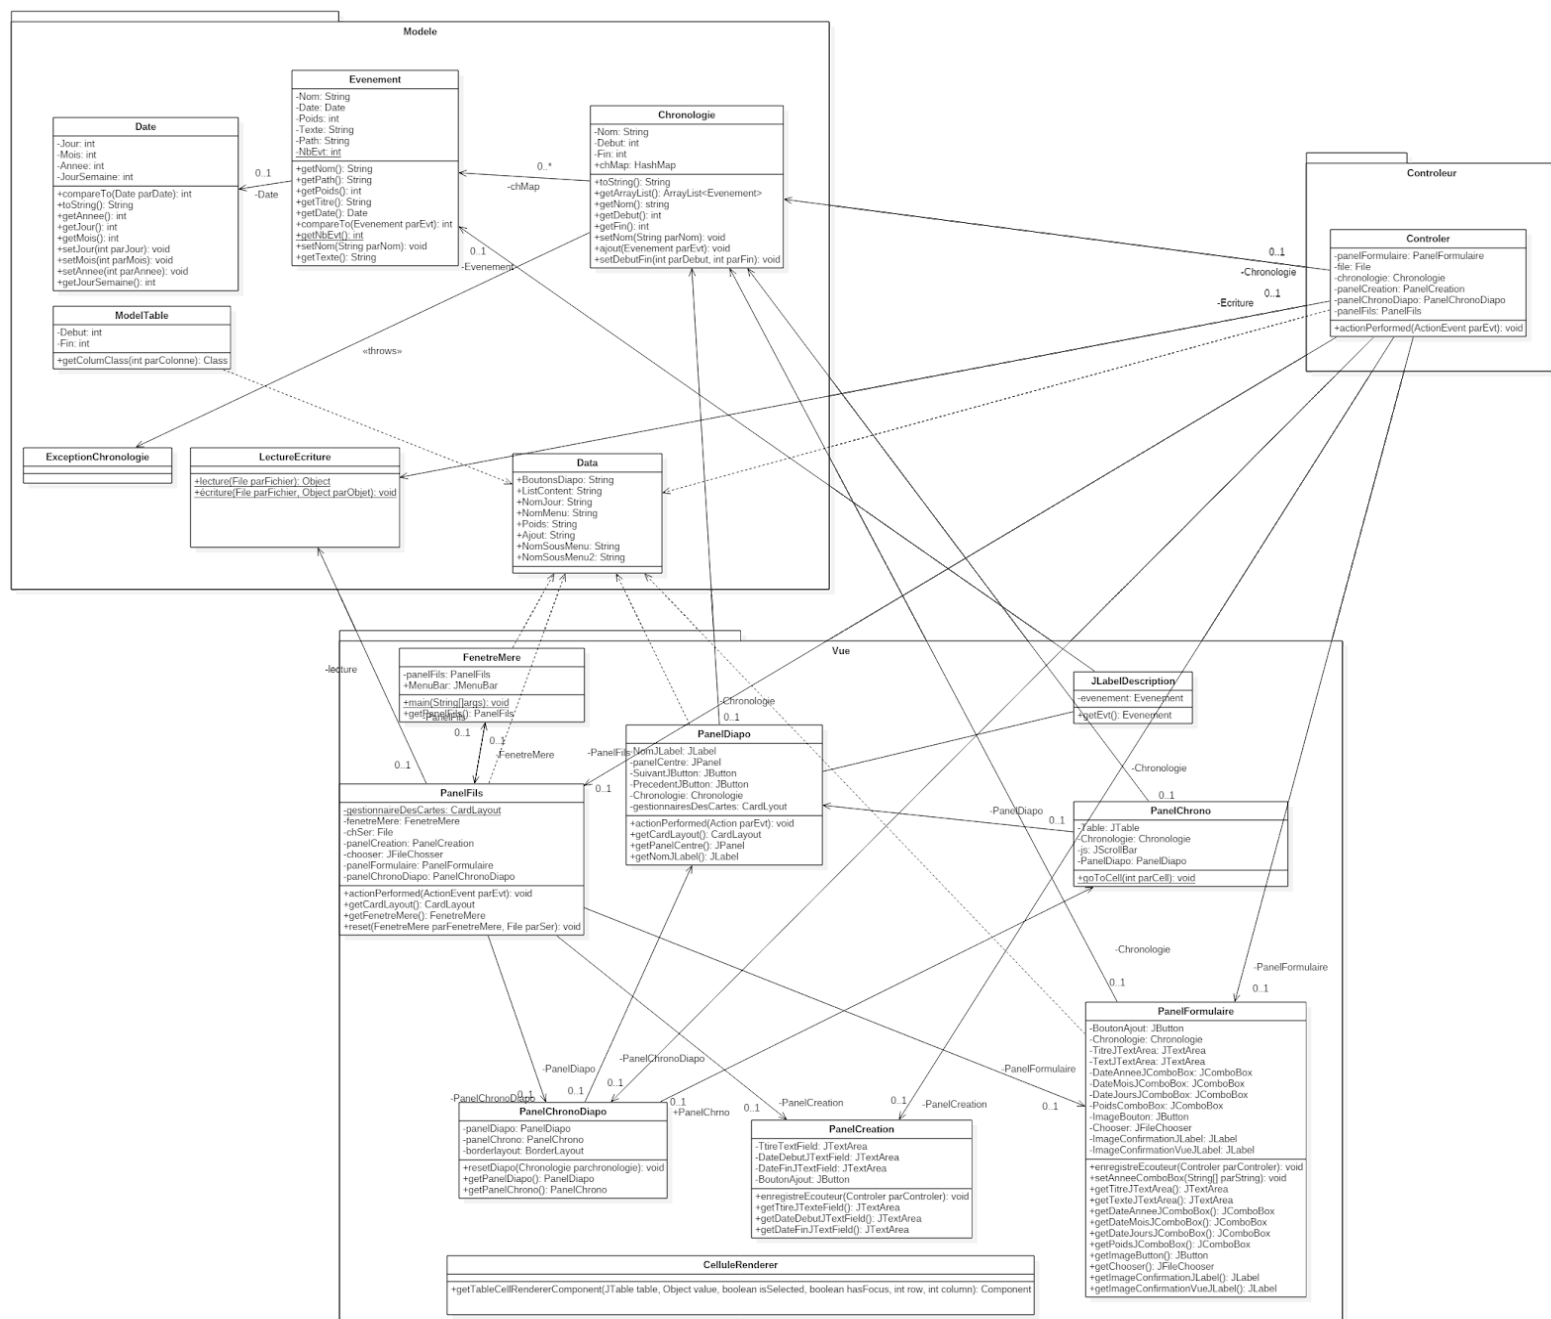 Modele
Evenement
-Nom: String
-Date: Date
-Poids: int
-Texte: String
-Path: String
-NbEvt: int
+getNom(): String
+getPath(): String
+getPoids(): int
+getTitre(): String
+getDate(): Date
+compareTo(Evenement parEvt): int
+getNbEvt(): int
+setNom(String parNom): void
+getTexte(): String
Chronologie
-Nom: String
-Debut: int
-Fin: int
+chMap: HashMap
+toString(): String
+getArrayList(): ArrayList<Evenement>
+getNom(): string
+getDebut(): int
+getFin(): int
+setNom(String parNom): void
+ajout(Evenement parEvt): void
+setDebutFin(int parDebut, int parFin): void
Date
-Jour: int
-Mois: int
-Annee: int
-JourSemaine: int
+compareTo(Date parDate): int
+toString(): String
+getAnnee(): int
+getJour(): int
+getMois(): int
+setJour(int parJour): void
+setMois(int parMois): void
+setAnnee(int parAnnee): void
+getJourSemaine(): int
0..1
-Date
0..*
-chMap
0..1
-Evenement
ModelTable
-Debut: int
-Fin: int
+getColumClass(int parColonne): Class
«throws»
ExceptionChronologie
LectureEcriture
+lecture(File parFichier): Object
+écriture(File parFichier, Object parObjet): void
Data
+BoutonsDiapo: String
+ListContent: String
+NomJour: String
+NomMenu: String
+Poids: String
+Ajout: String
+NomSousMenu: String
+NomSousMenu2: String
Controleur
Controler
-panelFormulaire: PanelFormulaire
-file: File
-chronologie: Chronologie
-panelCreation: PanelCreation
-panelChronoDiapo: PanelChronoDiapo
-panelFils: PanelFils
+actionPerformed(ActionEvent parEvt): void
0..1
-Chronologie
0..1
-Ecriture
Vue
FenetreMere
-panelFils: PanelFils
+MenuBar: JMenuBar
+main(String[]args): void
+getPanelFils(): PanelFils
-PanelFils
0..1
0..1
-FenetreMere
-lecture
0..1
PanelFils
-gestionnaireDesCartes: CardLayout
-fenetreMere: FenetreMere
-chSer: File
-panelCreation: PanelCreation
-chooser: JFileChosser
-panelFormulaire: PanelFormulaire
-panelChronoDiapo: PanelChronoDiapo
+actionPerformed(ActionEvent parEvt): void
+getCardLayout(): CardLayout
+getFenetreMere(): FenetreMere
+reset(FenetreMere parFenetreMere, File parSer): void
-PanelFils
0..1
-Chronologie
0..1
PanelDiapo
-NomJLabel: JLabel
-panelCentre: JPanel
-SuivantJButton: JButton
-PrecedentJButton: JButton
-Chronologie: Chronologie
-gestionnairesDesCartes: CardLyout
+actionPerformed(Action parEvt): void
+getCardLayout(): CardLayout
+getPanelCentre(): JPanel
+getNomJLabel(): JLabel
JLabelDescription
-evenement: Evenement
+getEvt(): Evenement
-Chronologie
0..1
-PanelDiapo
0..1
PanelChrono
-Table: JTable
-Chronologie: Chronologie
-js: JScrollBar
-PanelDiapo: PanelDiapo
+goToCell(int parCell): void
-Chronologie
0..1
-PanelFormulaire
0..1
PanelFormulaire
-BoutonAjout: JButton
-Chronologie: Chronologie
-TitreJTextArea: JTextArea
-TextJTextArea: JTextArea
-DateAnneeJComboBox: JComboBox
-DateMoisJComboBox: JComboBox
-DateJoursJComboBox: JComboBox
-PoidsComboBox: JComboBox
-ImageBouton: JButton
-Chooser: JFileChooser
-ImageConfirmationJLabel: JLabel
-ImageConfirmationVueJLabel: JLabel
+enregistreEcouteur(Controler parControler): void
+setAnneeComboBox(String[] parString): void
+getTitreJTextArea(): JTextArea
+getTexteJTextArea(): JTextArea
+getDateAnneeJComboBox(): JComboBox
+getDateMoisJComboBox(): JComboBox
+getDateJoursJComboBox(): JComboBox
+getPoidsJComboBox(): JComboBox
+getImageButton(): JButton
+getChooser(): JFileChooser
+getImageConfirmationJLabel(): JLabel
+getImageConfirmationVueJLabel(): JLabel
-PanelDiapo
-PanelChronoDiapo
-PanelFormulaire
0..1
-PanelChronoDiapo
0..1
0..1
0..1
0..1
+PanelChrno
0..1
-PanelCreation
0..1
-PanelCreation
PanelChronoDiapo
-panelDiapo: PanelDiapo
-panelChrono: PanelChrono
-borderlayout: BorderLayout
+resetDiapo(Chronologie parchronologie): void
+getPanelDiapo(): PanelDiapo
+getPanelChrono(): PanelChrono
PanelCreation
-TtireTextField: JTextArea
-DateDebutJTextField: JTextArea
-DateFinJTextField: JTextArea
-BoutonAjout: JButton
+enregistreEcouteur(Controler parControler): void
+getTtireJTexteField(): JTextArea
+getDateDebutJTextField(): JTextArea
+getDateFinJTextField(): JTextArea
CelluleRenderer
+getTableCellRendererComponent(JTable table, Object value, boolean isSelected, boolean hasFocus, int row, int column): Component